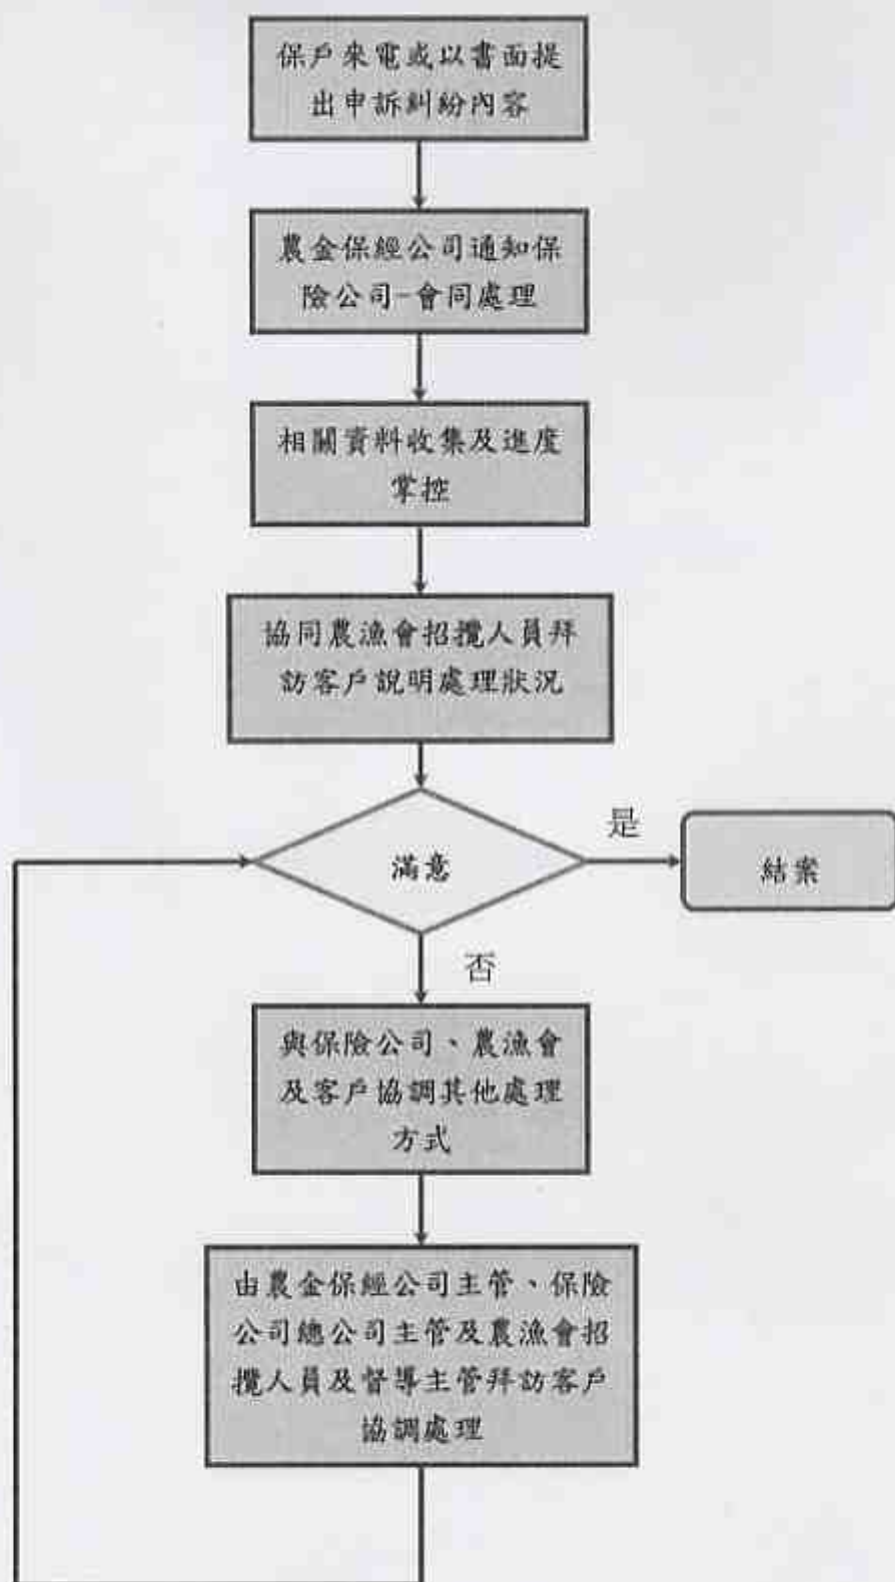 保戶來電或以書面提
出申訴糾紛內容
農金保經公司通知保
險公司-會同處理
相關資料收集及進度
掌控
協同農漁會招攬人員拜
訪客戶說明處理狀況
滿意
是
結案
否
與保險公司、農漁會
及客戶協調其他處理
方式
由農金保經公司主管、保險
公司總公司主管及農漁會招
攬人員及督導主管拜訪客戶
協調處理